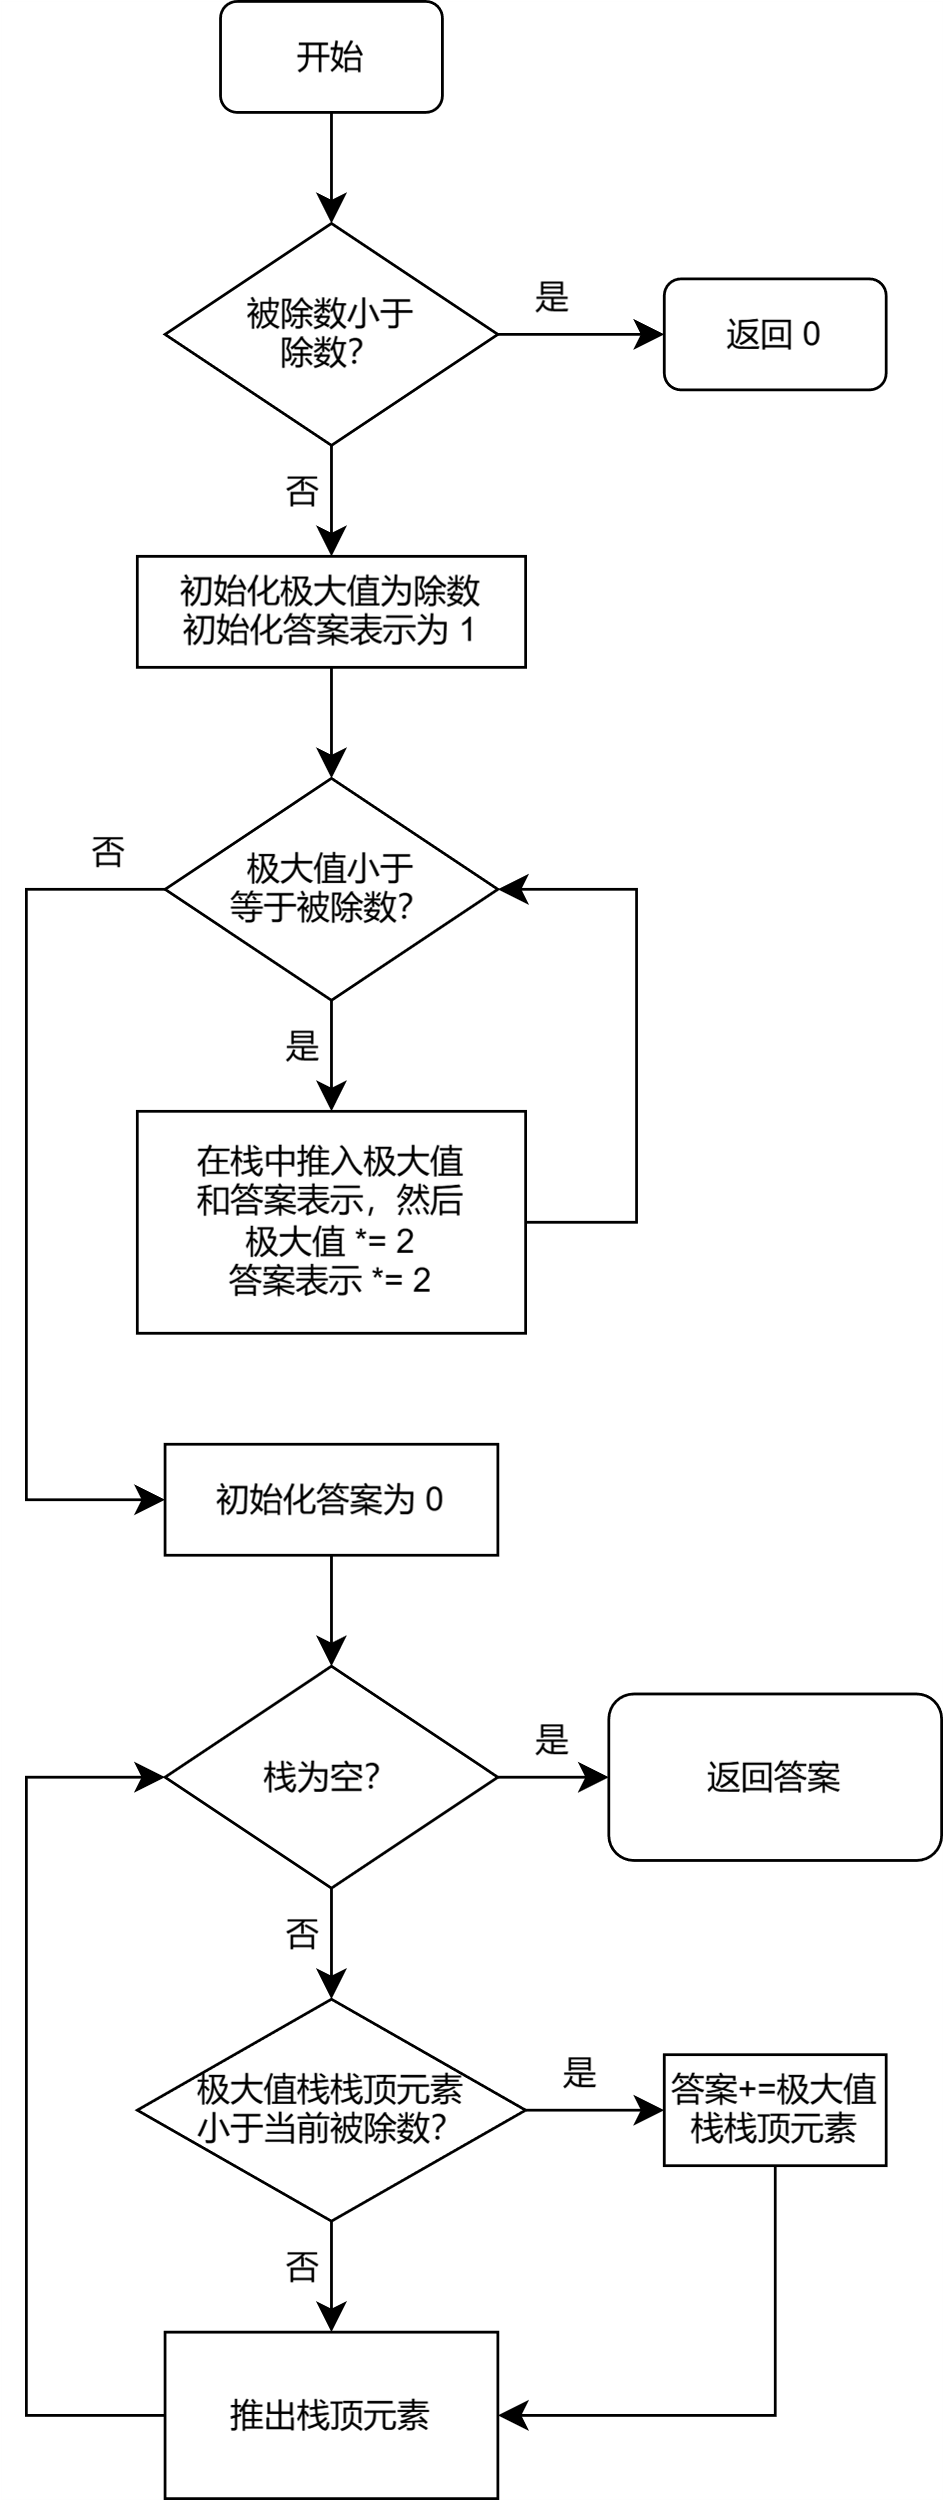 开始
被除数小于
除数？
是
返回 0
否
初始化极大值为除数
初始化答案表示为 1
否
极大值小于
等于被除数？
是
在栈中推入极大值
和答案表示，然后
极大值 *= 2
答案表示 *= 2
初始化答案为 0
栈为空？
是
返回答案
否
极大值栈栈顶元素
小于当前被除数？
是
答案+=极大值
栈栈顶元素
否
推出栈顶元素